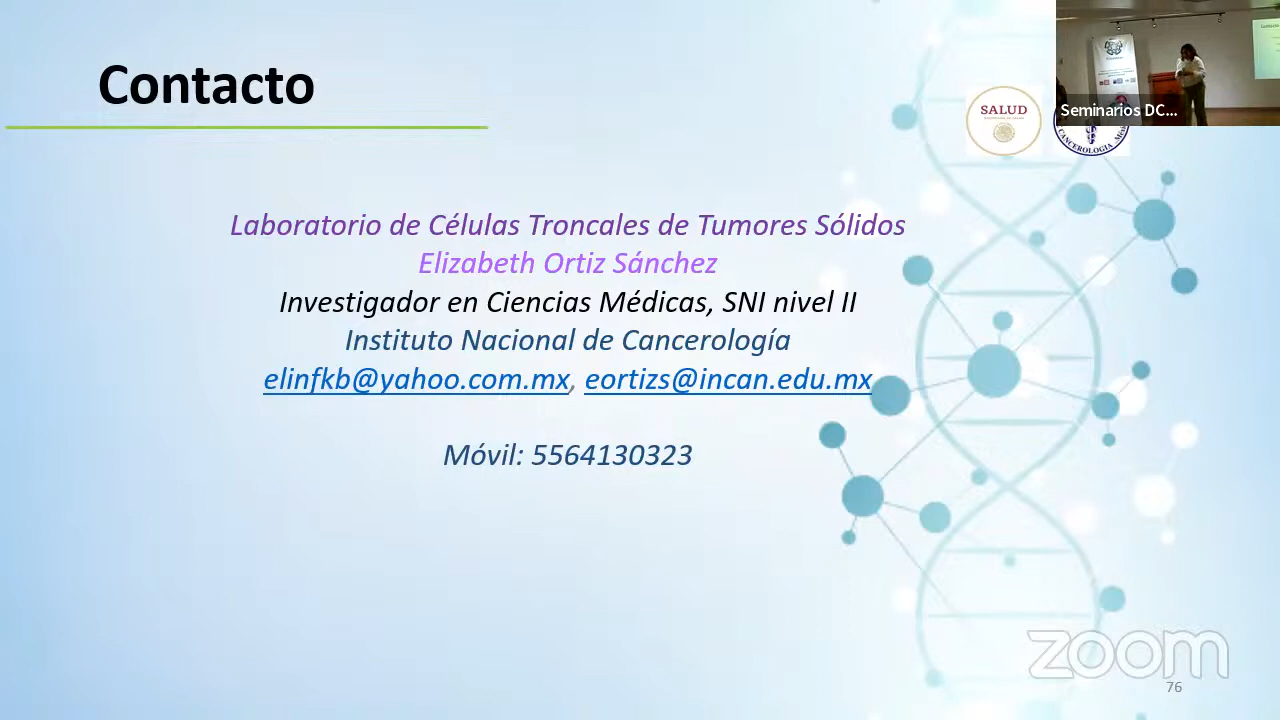 Contacto
SALUD
Seminarios DC...
CANCEROLOGIA
Laboratorio de Células Troncales de Tumores Sólidos
Elizabeth Ortiz Sánchez
Investigador en Ciencias Médicas, SNI nivel II
Instituto Nacional de Cancerología
elinfkb@yahoo.com.mx, eortizs@incan.edu.mx
Móvil: 5564130323
zoom
76